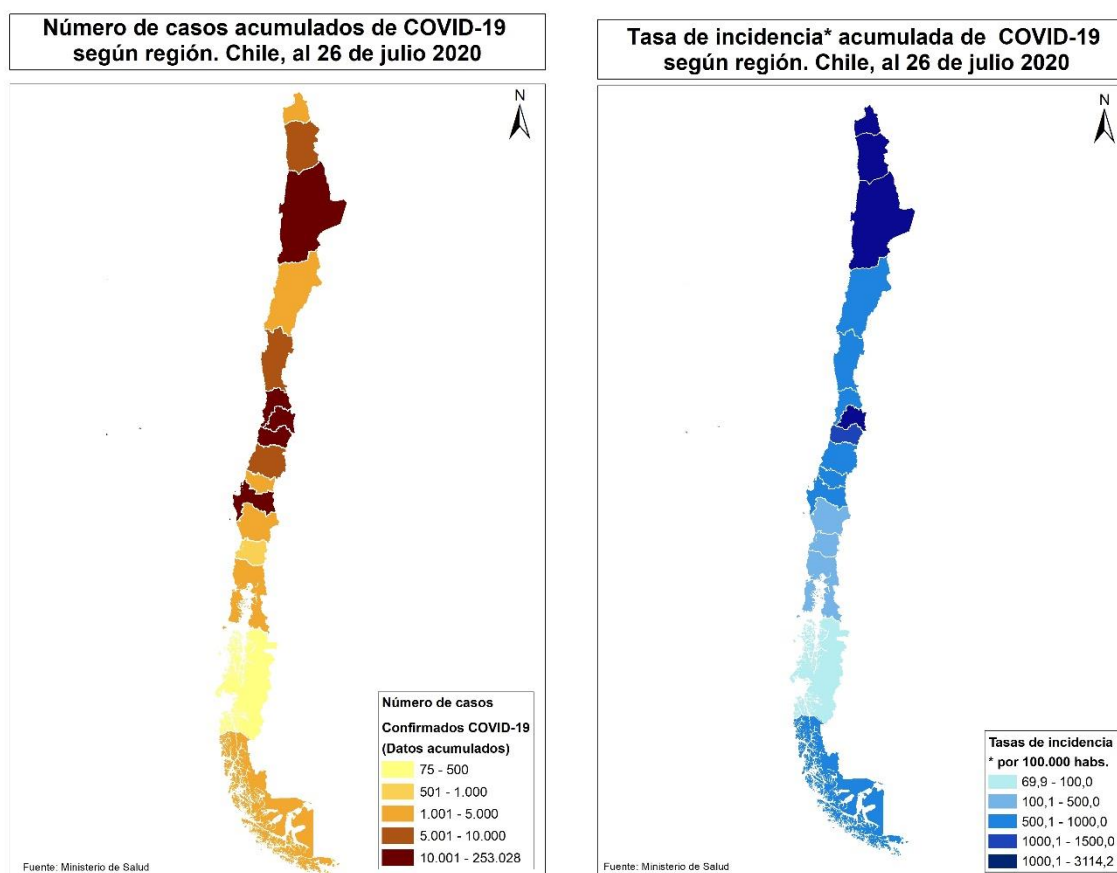 Número de casos acumulados de COVID-19
según región. Chile, al 26 de julio 2020
N
Número de casos
Confirmados COVID-19
(Datos acumulados)
75 - 500
501 - 1.000
1.001 - 5.000
5.001 - 10.000
10.001 - 253.028
Fuente: Ministerio de Salud
Tasa de incidencia* acumulada de COVID-19
según región. Chile, al 26 de julio 2020
N
Tasas de incidencia
* por 100.000 habs.
69,9 - 100,0
100,1 - 500,0
500,1 - 1000,0
1000,1 - 1500,0
1000,1 - 3114,2
Fuente: Ministerio de Salud